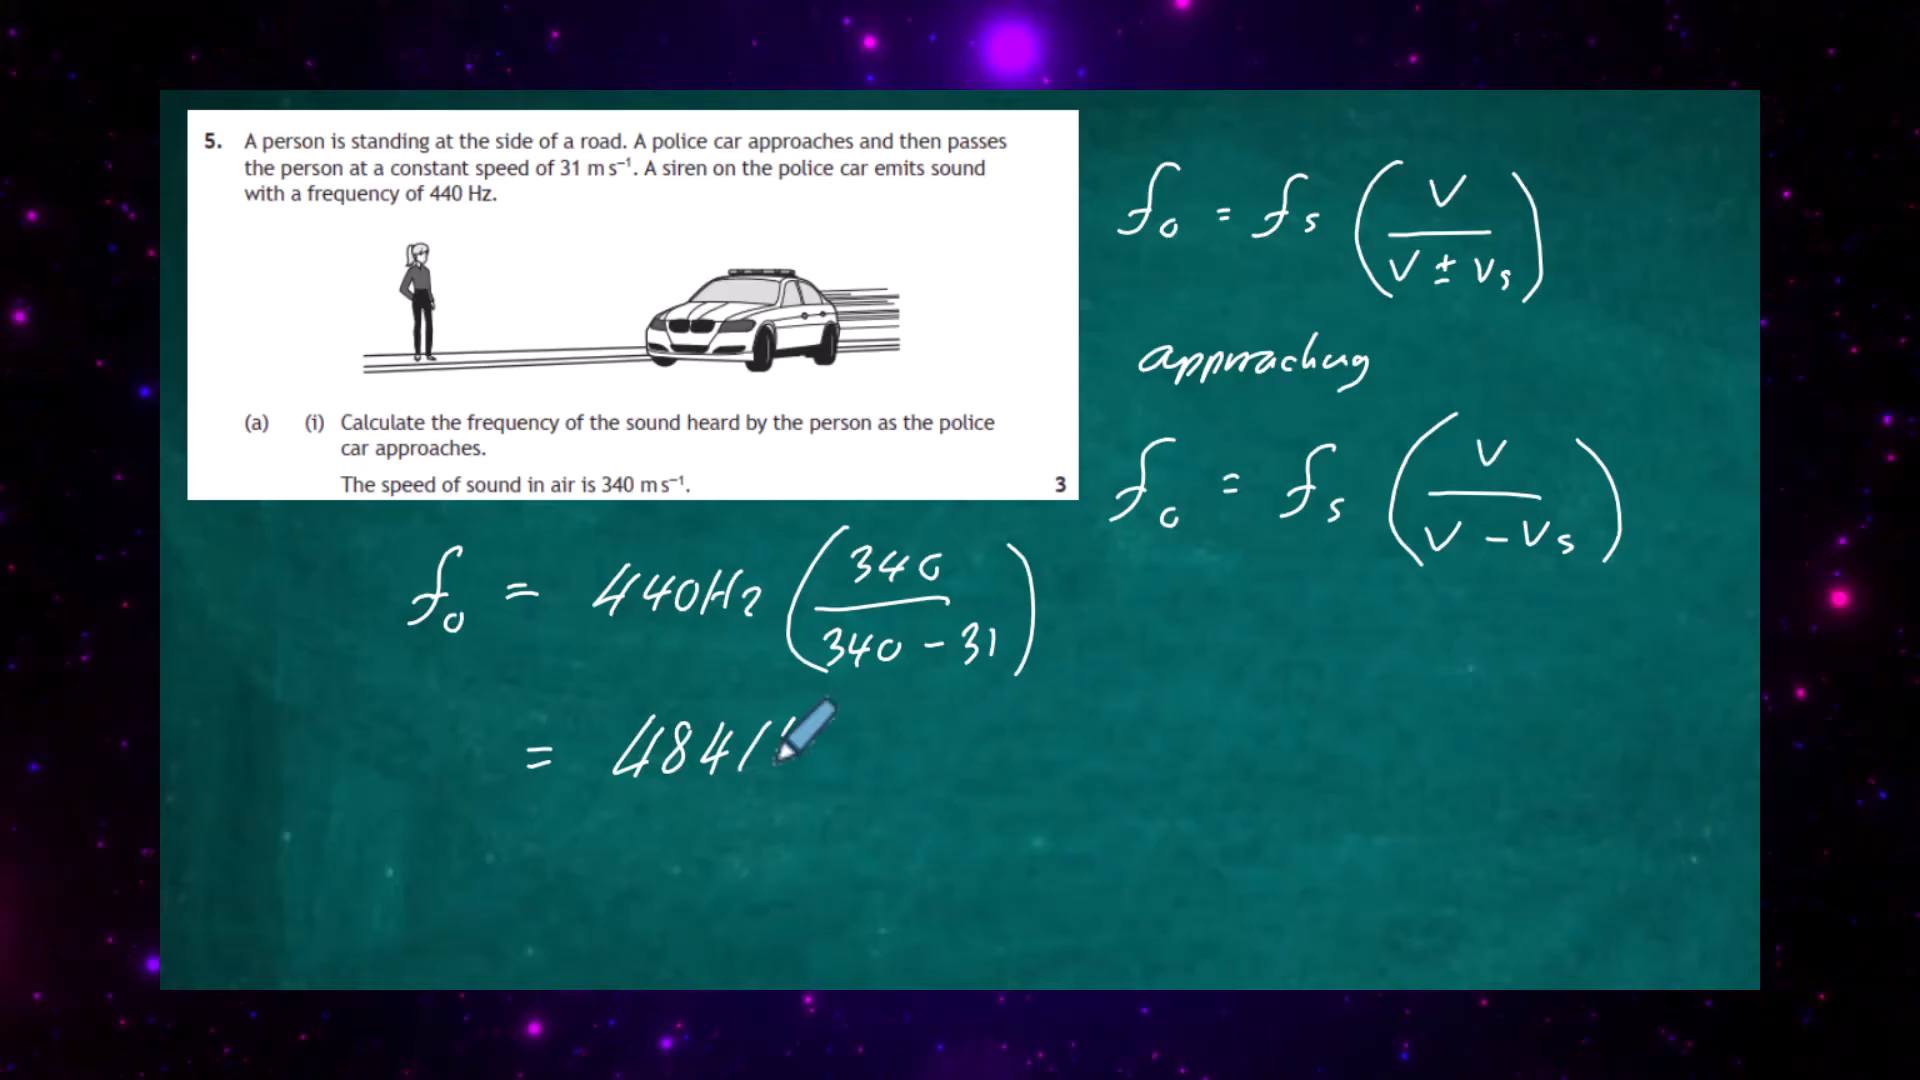 5. A person is standing at the side of a road. A police car approaches and then passes
the person at a constant speed of 31 m s⁻¹. A siren on the police car emits sound
with a frequency of 440 Hz.
(a) (i) Calculate the frequency of the sound heard by the person as the police
car approaches.
The speed of sound in air is 340 m s⁻¹. 3
f₀ = fₛ (v / (v ± vₛ))
approaching
f₀ = fₛ (v / (v - vₛ))
f₀ = 440Hz (340 / (340 - 31))
= 484